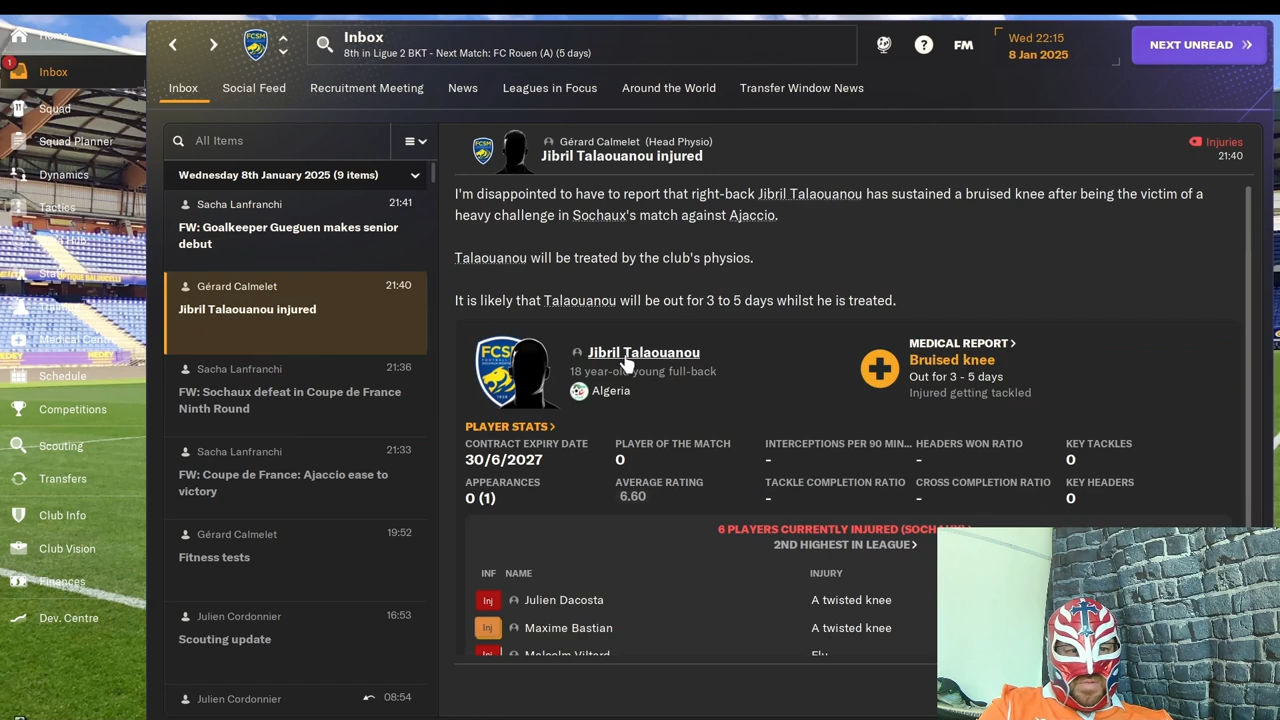 Home
Inbox
8th in Ligue 2 BKT - Next Match: FC Rouen (A) (5 days)
FM
Wed 22:15
8 Jan 2025
NEXT UNREAD
1
Inbox
Squad
Squad Planner
Dynamics
Tactics
Medical Centre
Schedule
Competitions
Scouting
Transfers
Club Info
Club Vision
Finances
Dev. Centre
Inbox
Social Feed
Recruitment Meeting
News
Leagues in Focus
Around the World
Transfer Window News
All Items
Wednesday 8th January 2025 (9 items)
Sacha Lanfranchi
21:41
FW: Goalkeeper Gueguen makes senior
debut
Gérard Calmelet
21:40
Jibril Talaouanou injured
Sacha Lanfranchi
21:36
FW: Sochaux defeat in Coupe de France
Ninth Round
Sacha Lanfranchi
21:33
FW: Coupe de France: Ajaccio ease to
victory
Gérard Calmelet
19:52
Fitness tests
Julien Cordonnier
16:53
Scouting update
Julien Cordonnier
08:54
Gérard Calmelet (Head Physio)
Jibril Talaouanou injured
Injuries
21:40
I'm disappointed to have to report that right-back Jibril Talaouanou has sustained a bruised knee after being the victim of a
heavy challenge in Sochaux's match against Ajaccio.
Talaouanou will be treated by the club's physios.
It is likely that Talaouanou will be out for 3 to 5 days whilst he is treated.
Jibril Talaouanou
18 year-old young full-back
Algeria
MEDICAL REPORT
Bruised knee
Out for 3 - 5 days
Injured getting tackled
PLAYER STATS
CONTRACT EXPIRY DATE
30/6/2027
PLAYER OF THE MATCH
0
INTERCEPTIONS PER 90 MIN...
-
HEADERS WON RATIO
-
KEY TACKLES
0
APPEARANCES
0 (1)
AVERAGE RATING
6.60
TACKLE COMPLETION RATIO
-
CROSS COMPLETION RATIO
-
KEY HEADERS
0
6 PLAYERS CURRENTLY INJURED
2ND HIGHEST IN LEAGUE
INF
NAME
INJURY
Inj
Julien Dacosta
A twisted knee
Inj
Maxime Bastian
A twisted knee
Inj
Malcolm Viltard
Flu